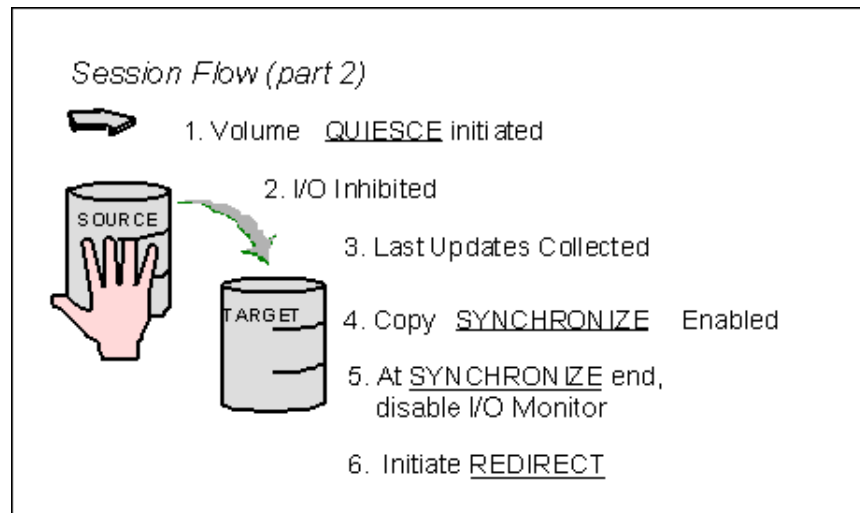 Session Flow (part 2)
1. Volume QUIESCE initiated
2. I/O Inhibited
SOURCE
3. Last Updates Collected
TARGET
4. Copy SYNCHRONIZE Enabled
5. At SYNCHRONIZE end,
disable I/O Monitor
6. Initiate REDIRECT